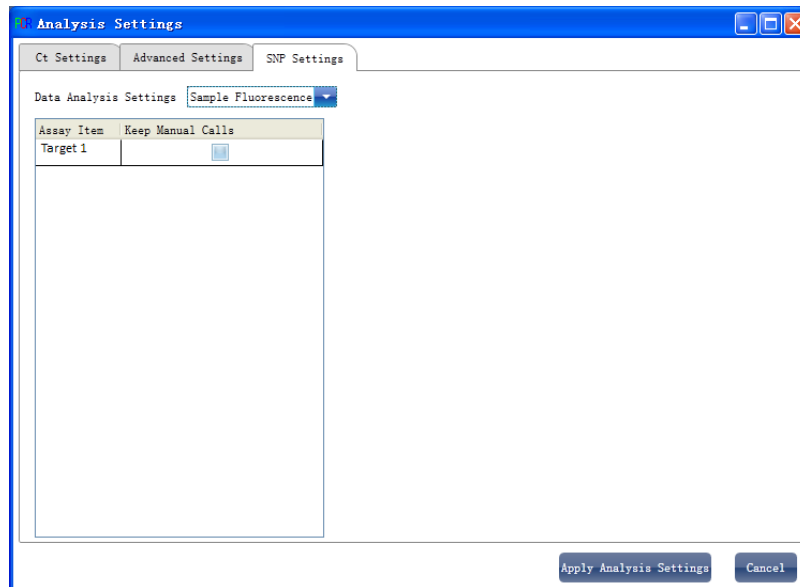 PCR Analysis Settings
Ct Settings Advanced Settings SNP Settings
Data Analysis Settings Sample Fluorescence
Assay Item Keep Manual Calls
Target 1
Apply Analysis Settings Cancel